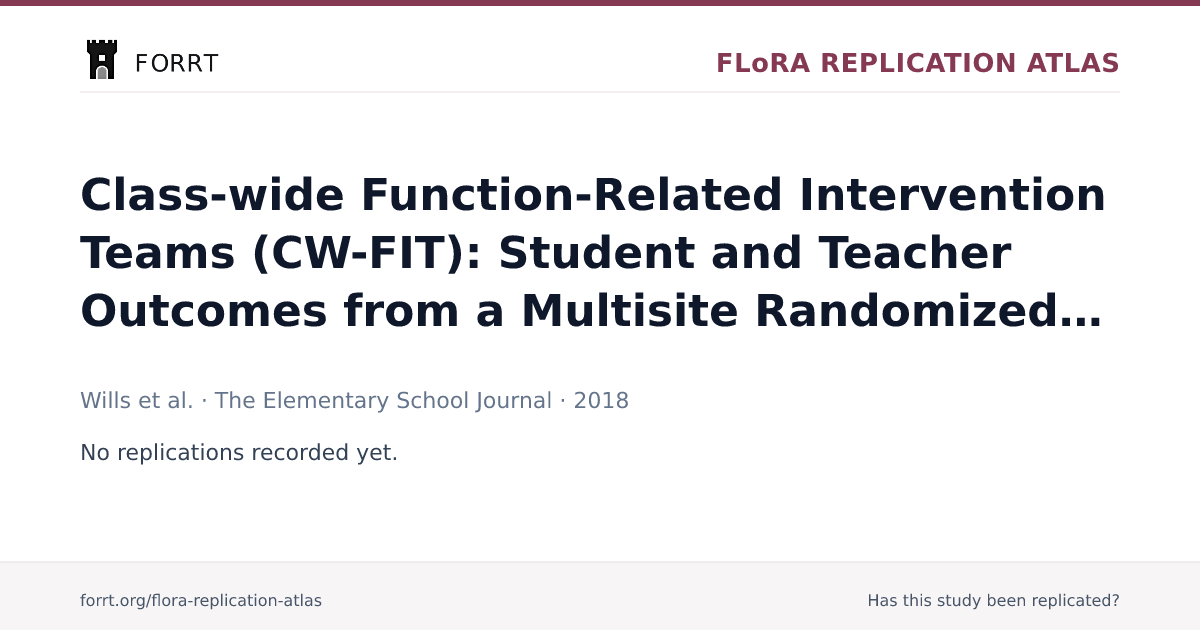 FORRT
FLoRA REPLICATION ATLAS
Class-wide Function-Related Intervention
Teams (CW-FIT): Student and Teacher
Outcomes from a Multisite Randomized…
Wills et al. · The Elementary School Journal · 2018
No replications recorded yet.
forrt.org/flora-replication-atlas
Has this study been replicated?